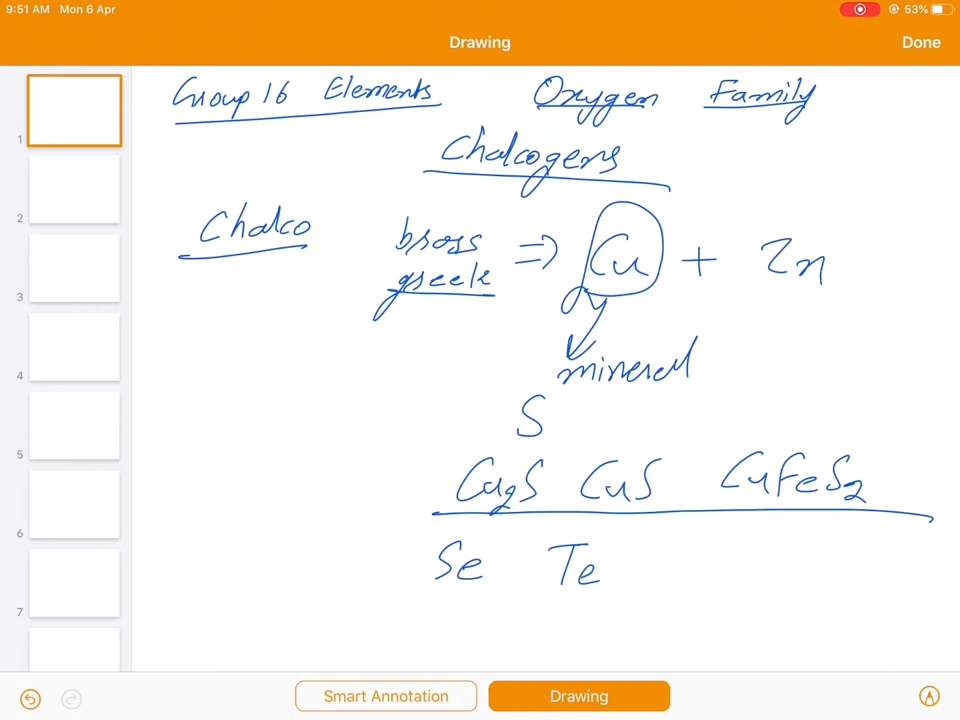 9:51 AM Mon 6 Apr 53%
Drawing Done
Group 16 Elements Oxygen Family
Chalcogens
Chalco brass ⇒ Cu + Zn
greek
mineral
S
Cu2S CuS CuFeS2
Se Te
1
2
3
4
5
6
7
Smart Annotation Drawing